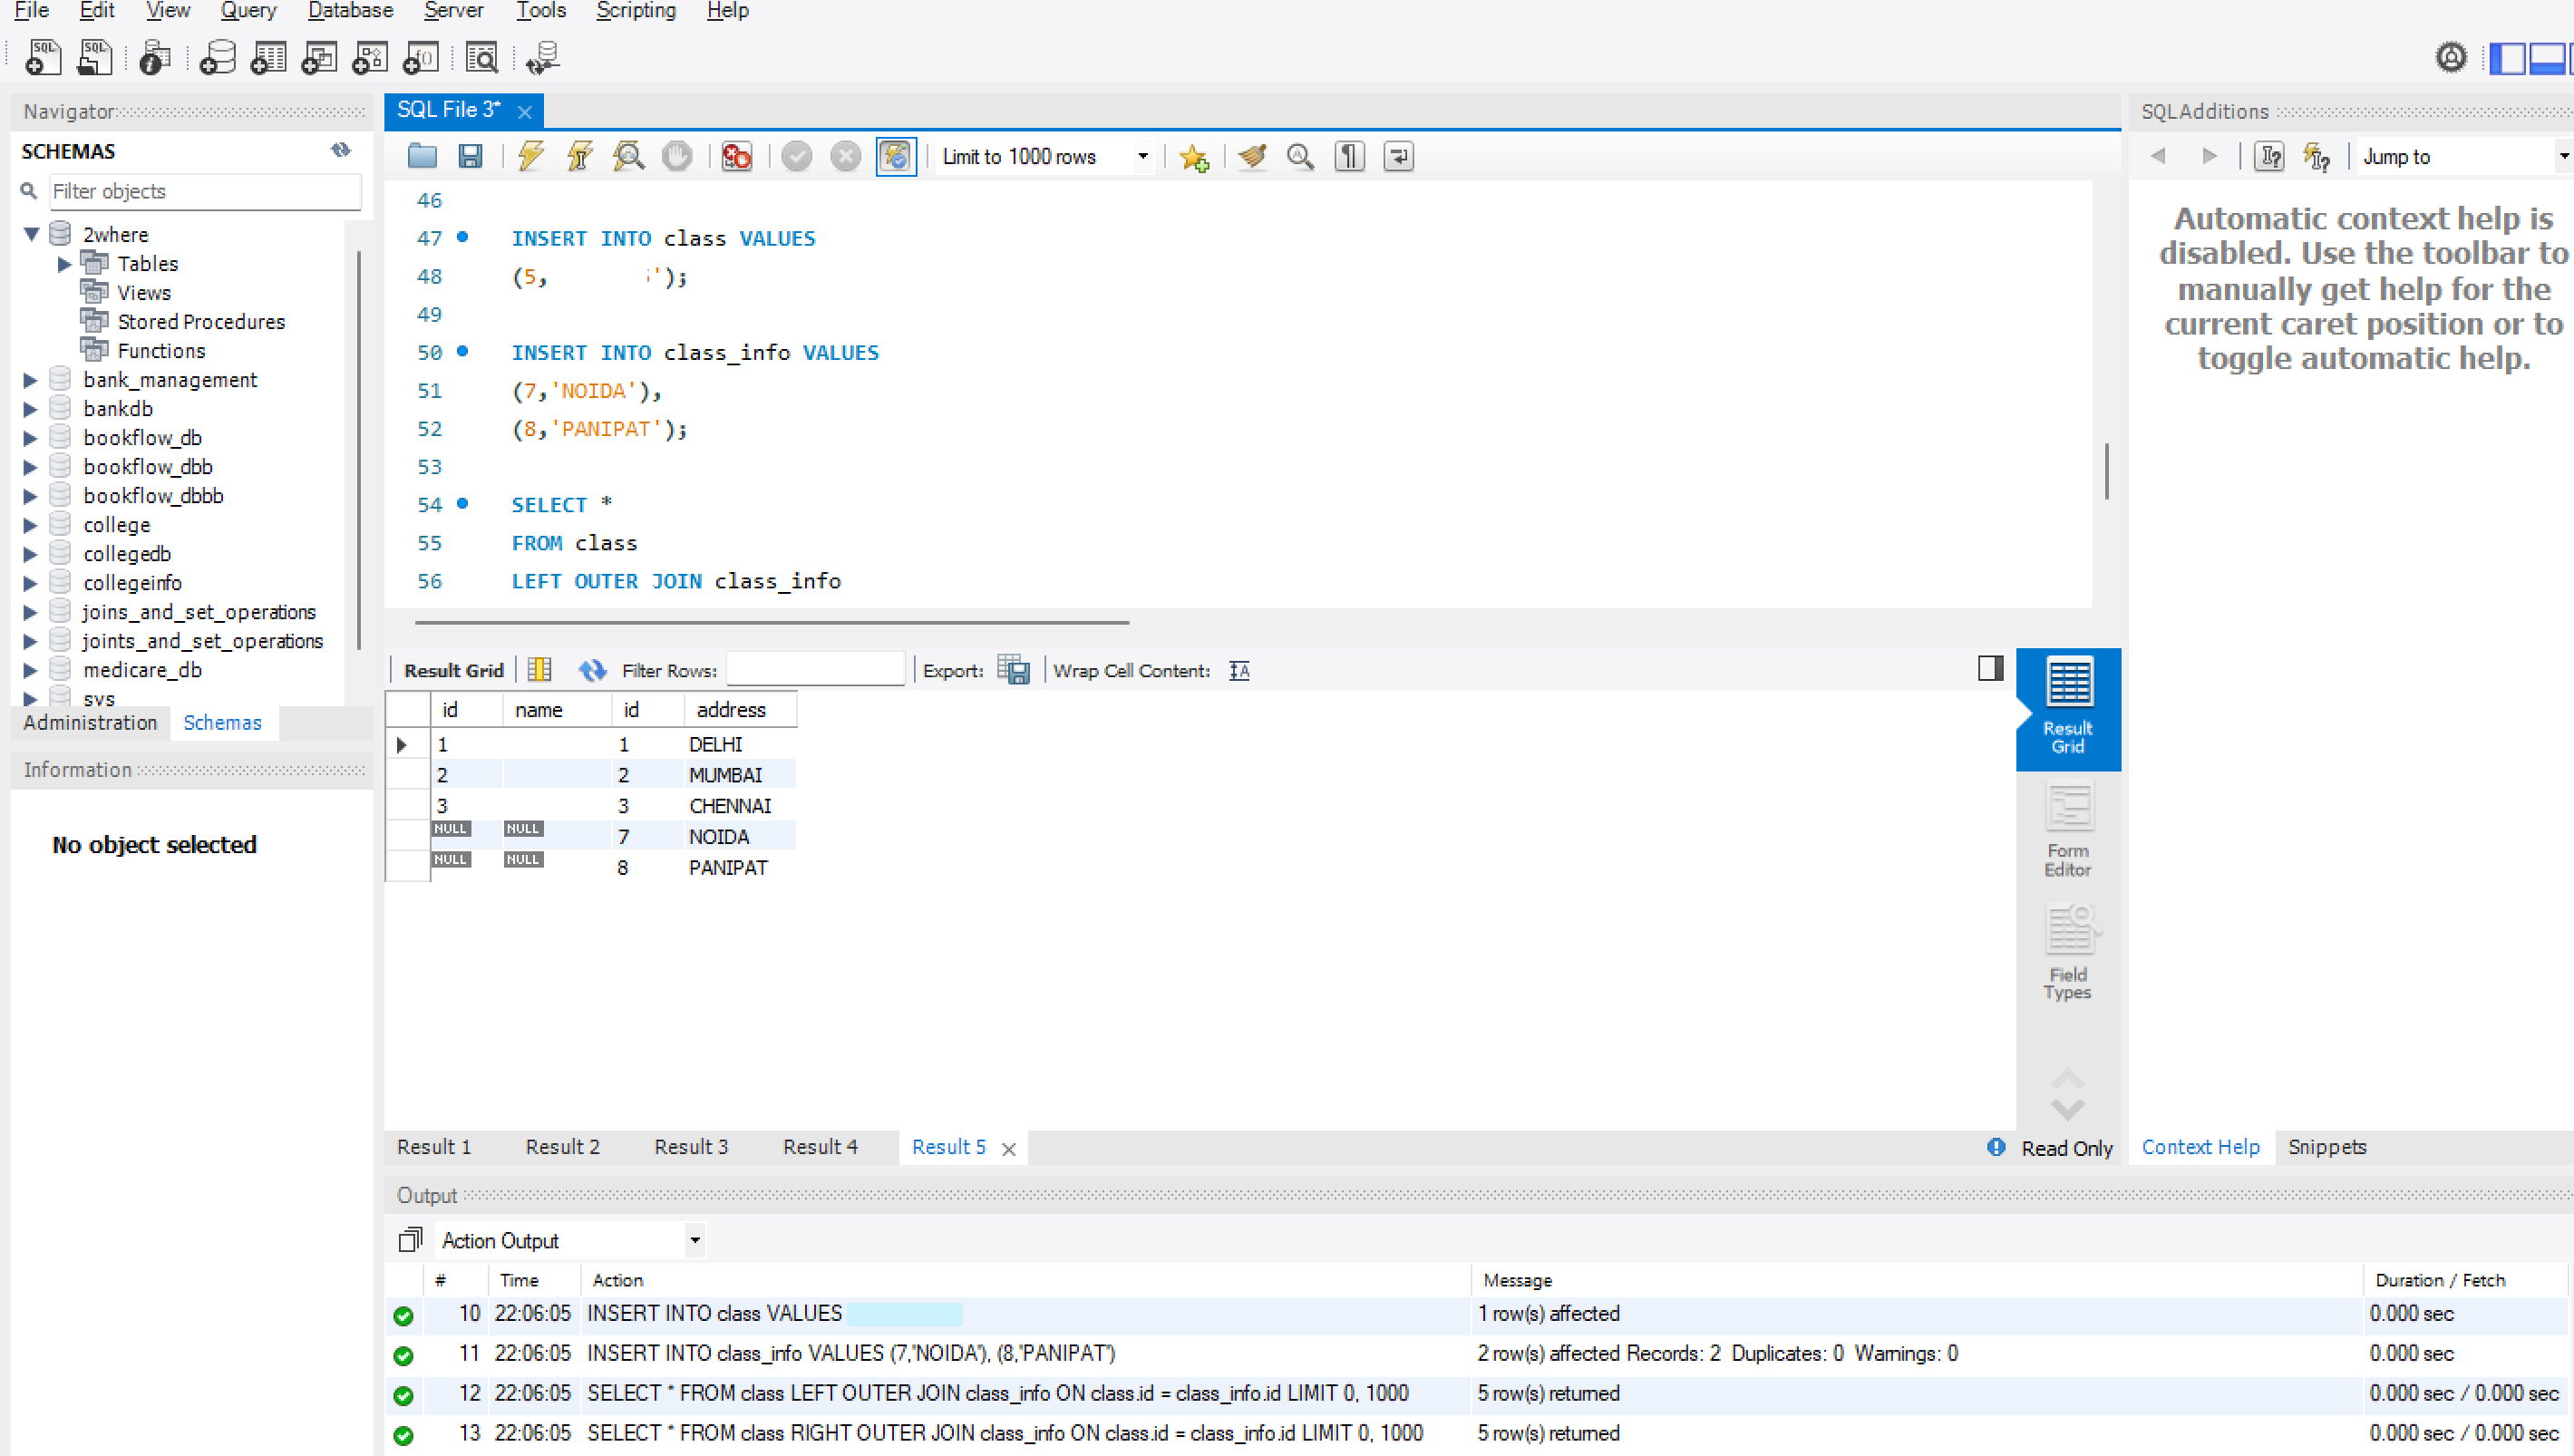 File Edit View Query Database Server Tools Scripting Help
Navigator
SCHEMAS
Filter objects
2where
Tables
Views
Stored Procedures
Functions
bank_management
bankdb
bookflow_db
bookflow_dbb
bookflow_dbbb
college
collegedb
collegeinfo
joins_and_set_operations
joints_and_set_operations
medicare_db
sys
Administration Schemas
Information
No object selected
SQL File 3*
Limit to 1000 rows
46
47 INSERT INTO class VALUES
48 (5, ');
49
50 INSERT INTO class_info VALUES
51 (7,'NOIDA'),
52 (8,'PANIPAT');
53
54 SELECT *
55 FROM class
56 LEFT OUTER JOIN class_info
Result Grid Filter Rows: Export: Wrap Cell Content:
id name id address
1 1 DELHI
2 2 MUMBAI
3 3 CHENNAI
NULL NULL 7 NOIDA
NULL NULL 8 PANIPAT
Result Grid
Form Editor
Field Types
Result 1 Result 2 Result 3 Result 4 Result 5 Read Only
SQLAdditions
Jump to
Automatic context help is
disabled. Use the toolbar to
manually get help for the
current caret position or to
toggle automatic help.
Context Help Snippets
Output
Action Output
# Time Action Message Duration / Fetch
10 22:06:05 INSERT INTO class VALUES 1 row(s) affected 0.000 sec
11 22:06:05 INSERT INTO class_info VALUES (7,'NOIDA'), (8,'PANIPAT') 2 row(s) affected Records: 2 Duplicates: 0 Warnings: 0 0.000 sec
12 22:06:05 SELECT * FROM class LEFT OUTER JOIN class_info ON class.id = class_info.id LIMIT 0, 1000 5 row(s) returned 0.000 sec / 0.000 sec
13 22:06:05 SELECT * FROM class RIGHT OUTER JOIN class_info ON class.id = class_info.id LIMIT 0, 1000 5 row(s) returned 0.000 sec / 0.000 sec